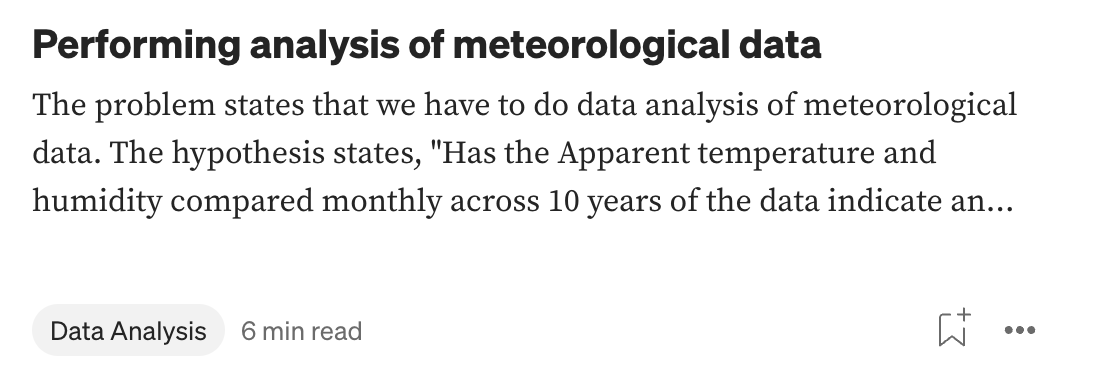 Performing analysis of meteorological data
The problem states that we have to do data analysis of meteorological
data. The hypothesis states, "Has the Apparent temperature and
humidity compared monthly across 10 years of the data indicate an...
Data Analysis 6 min read